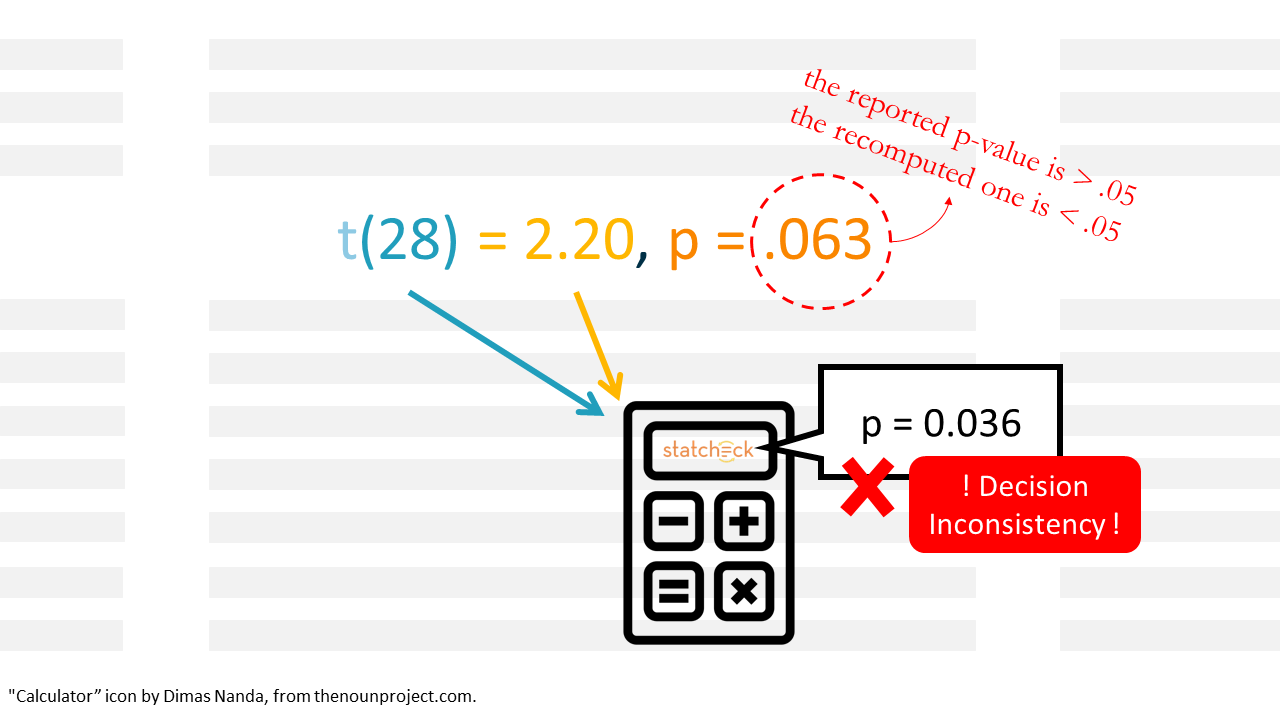 the reported p-value is > .05
the recomputed one is < .05
t(28) = 2.20, p = .063
statcheck
p = 0.036
! Decision
Inconsistency !
"Calculator” icon by Dimas Nanda, from thenounproject.com.